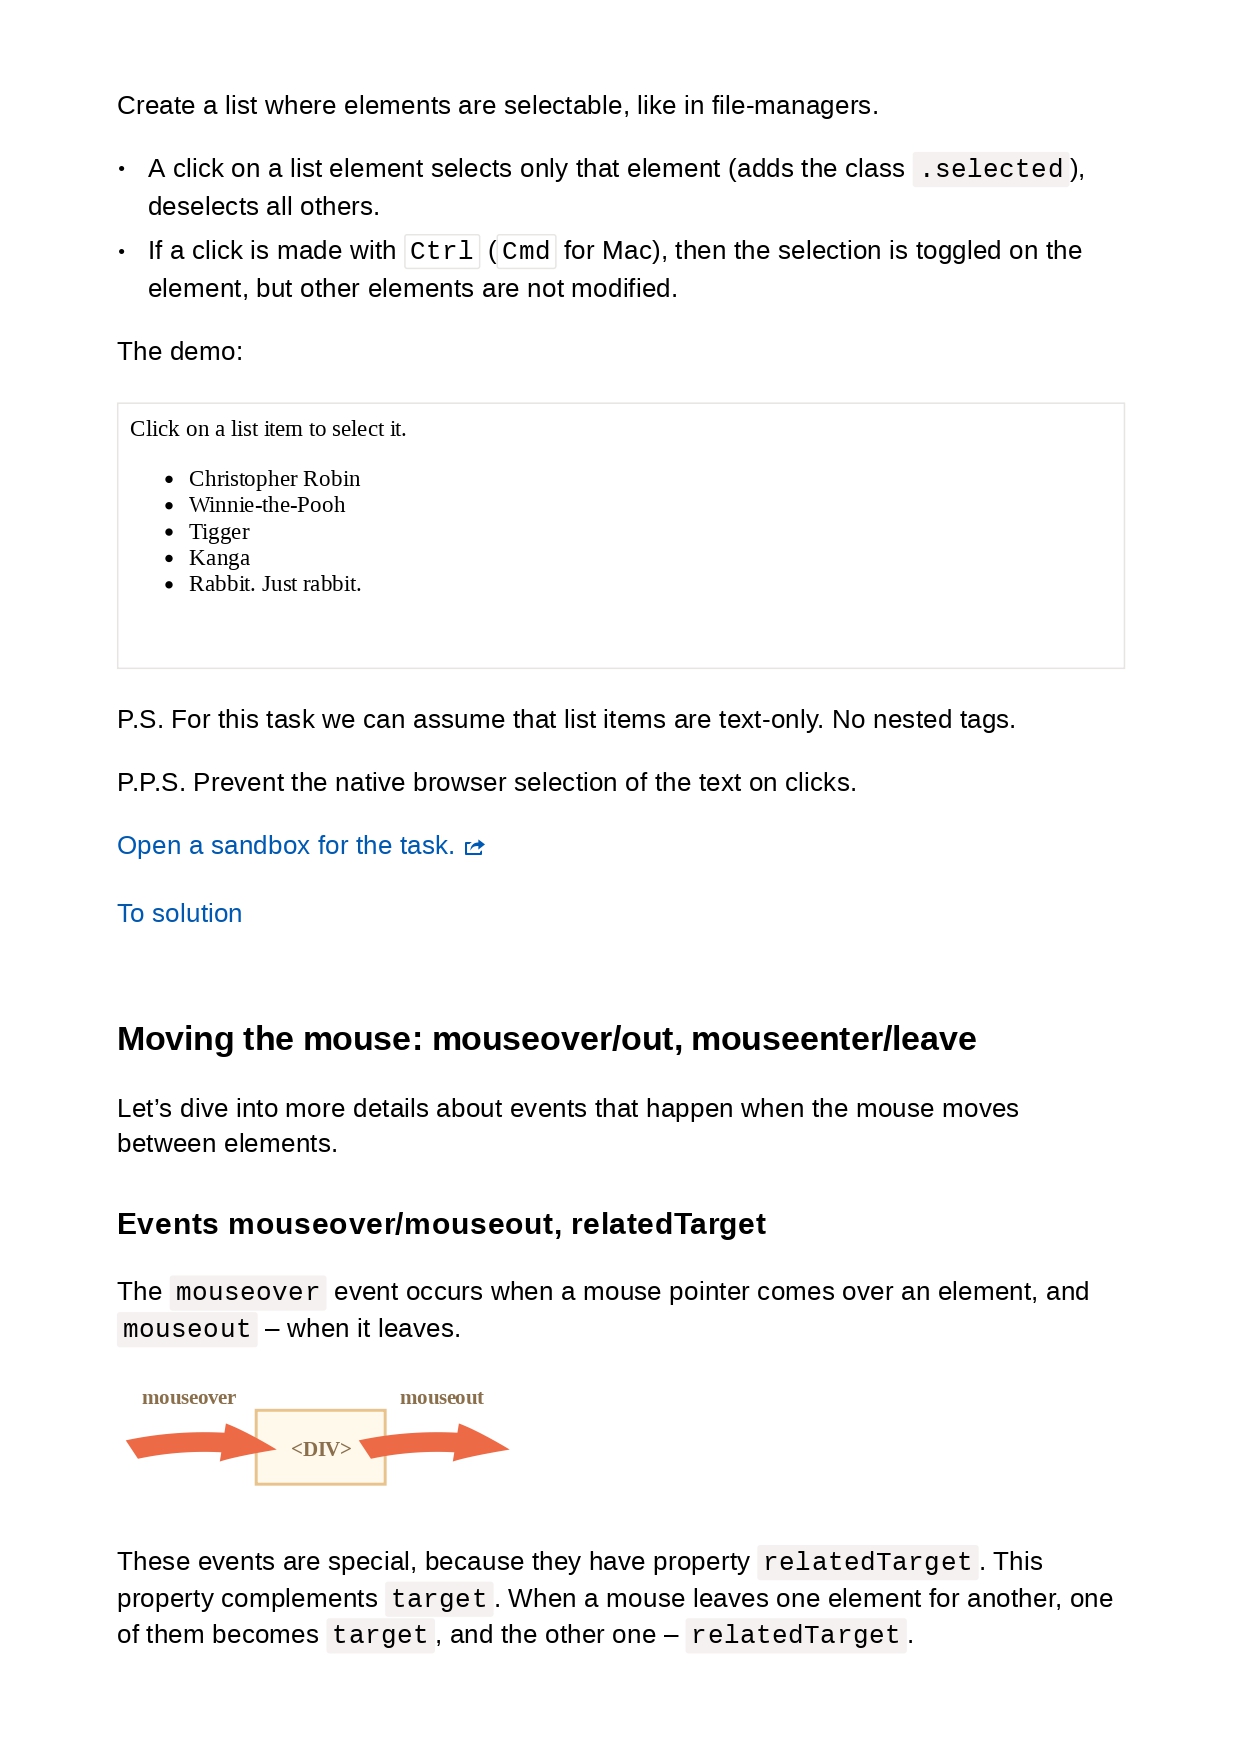 Create a list where elements are selectable, like in file-managers.
• A click on a list element selects only that element (adds the class .selected),
deselects all others.
• If a click is made with Ctrl (Cmd for Mac), then the selection is toggled on the
element, but other elements are not modified.
The demo:
Click on a list item to select it.
• Christopher Robin
• Winnie-the-Pooh
• Tigger
• Kanga
• Rabbit. Just rabbit.
P.S. For this task we can assume that list items are text-only. No nested tags.
P.P.S. Prevent the native browser selection of the text on clicks.
Open a sandbox for the task.
To solution
Moving the mouse: mouseover/out, mouseenter/leave
Let’s dive into more details about events that happen when the mouse moves
between elements.
Events mouseover/mouseout, relatedTarget
The mouseover event occurs when a mouse pointer comes over an element, and
mouseout – when it leaves.
mouseover mouseout
<DIV>
These events are special, because they have property relatedTarget. This
property complements target. When a mouse leaves one element for another, one
of them becomes target, and the other one – relatedTarget.